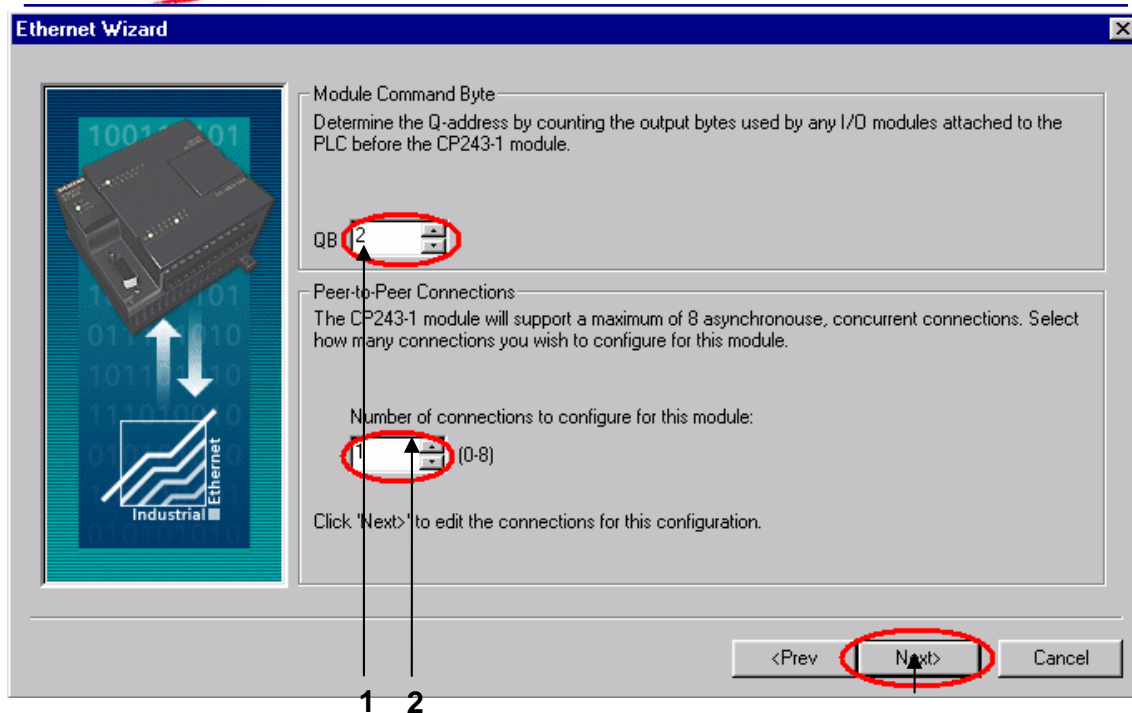 Ethernet Wizard
Module Command Byte
Determine the Q-address by counting the output bytes used by any I/O modules attached to the
PLC before the CP243-1 module.
QB 2
Peer-to-Peer Connections
The CP243-1 module will support a maximum of 8 asynchronouse, concurrent connections. Select
how many connections you wish to configure for this module.
Number of connections to configure for this module:
1 (0-8)
Click 'Next>' to edit the connections for this configuration.
Industrial
Ethernet
<Prev
Next>
Cancel
1 2